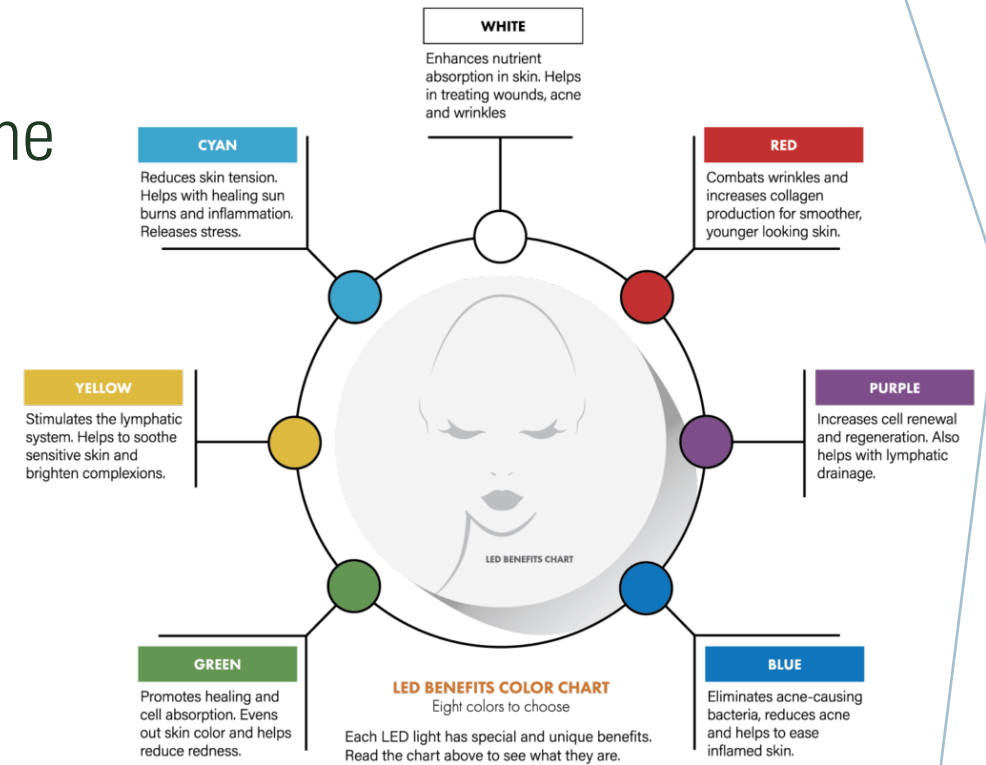 ne
WHITE
Enhances nutrient
absorption in skin. Helps
in treating wounds, acne
and wrinkles
CYAN
Reduces skin tension.
Helps with healing sun
burns and inflammation.
Releases stress.
RED
Combats wrinkles and
increases collagen
production for smoother,
younger looking skin.
YELLOW
Stimulates the lymphatic
system. Helps to soothe
sensitive skin and
brighten complexions.
PURPLE
Increases cell renewal
and regeneration. Also
helps with lymphatic
drainage.
LED BENEFITS CHART
GREEN
Promotes healing and
cell absorption. Evens
out skin color and helps
reduce redness.
BLUE
Eliminates acne-causing
bacteria, reduces acne
and helps to ease
inflamed skin.
LED BENEFITS COLOR CHART
Eight colors to choose
Each LED light has special and unique benefits.
Read the chart above to see what they are.